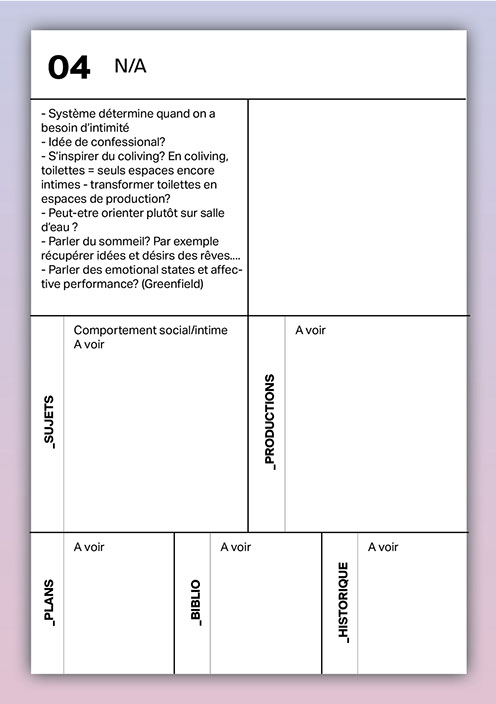 04 N/A
- Système détermine quand on a
besoin d'intimité
- Idée de confessional?
- S'inspirer du coliving? En coliving,
toilettes = seuls espaces encore
intimes - transformer toilettes en
espaces de production?
- Peut-etre orienter plutôt sur salle
d'eau ?
- Parler du sommeil? Par exemple
récupérer idées et désirs des rêves....
- Parler des emotional states et affec-
tive performance? (Greenfield)
_SUJETS
Comportement social/intime
A voir
_PRODUCTIONS
A voir
_PLANS
A voir
_BIBLIO
A voir
_HISTORIQUE
A voir